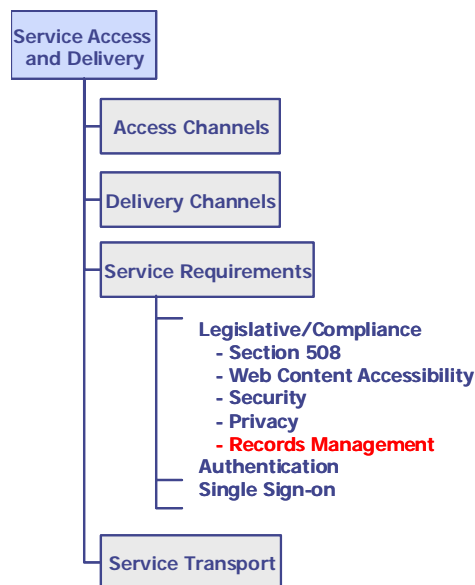 Service Access
and Delivery
Access Channels
Delivery Channels
Service Requirements
Legislative/Compliance
- Section 508
- Web Content Accessibility
- Security
- Privacy
- Records Management
Authentication
Single Sign-on
Service Transport